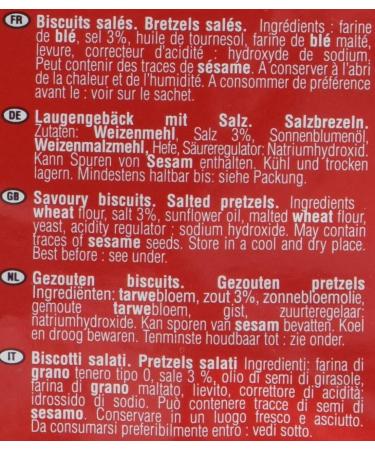 FR Biscuits salés. Bretzels salés. Ingrédients : farine
de blé, sel 3%, huile de tournesol, farine de blé malté,
levure, correcteur d'acidité : hydroxyde de sodium.
Peut contenir des traces de sésame. A conserver à l'abri
de la chaleur et de l'humidité. A consommer de préférence
avant le : voir sur le sachet.
DE Laugengebäck mit Salz. Salzbrezeln.
Zutaten: Weizenmehl, Salz 3%, Sonnenblumenöl,
Weizenmalzmehl, Hefe, Säureregulator: Natriumhydroxid.
Kann Spuren von Sesam enthalten. Kühl und trocken
lagern. Mindestens haltbar bis: siehe Packung.
GB Savoury biscuits. Salted pretzels. Ingredients :
wheat flour, salt 3%, sunflower oil, malted wheat flour,
yeast, acidity regulator : sodium hydroxide. May contain
traces of sesame seeds. Store in a cool and dry place.
Best before : see under.
NL Gezouten biscuits. Gezouten pretzels
Ingrediënten: tarwebloem, zout 3%, zonnebloemolie,
gemoute tarwebloem, gist, zuurteregelaar:
natriumhydroxide. Kan sporen van sesam bevatten. Koel
en droog bewaren. Tenminste houdbaar tot : zie onder.
IT Biscotti salati. Pretzels salati Ingredienti: farina di
grano tenero tipo 0, sale 3 %, olio di semi di girasole,
farina di grano maltato, lievito, correttore di acidità:
idrossido di sodio. Può contenere tracce di semi di
sesamo. Conservare in un luogo fresco e asciutto.
Da consumarsi preferibilmente entro : vedi sotto.